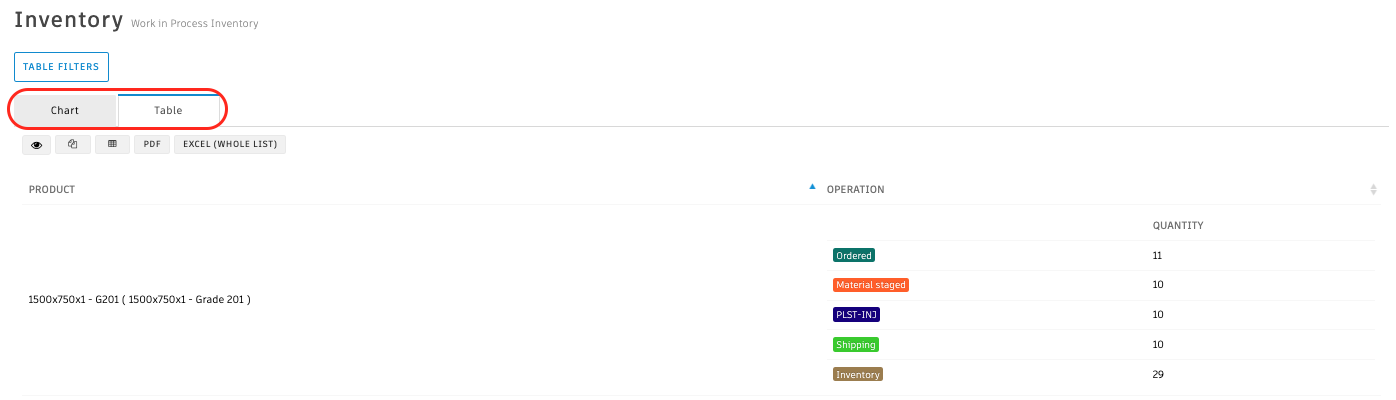 Inventory Work in Process Inventory
TABLE FILTERS
Chart Table
PDF EXCEL (WHOLE LIST)
PRODUCT OPERATION
QUANTITY
Ordered 11
Material staged 10
1500x750x1 - G201 ( 1500x750x1 - Grade 201 )
PLST-INJ 10
Shipping 10
Inventory 29